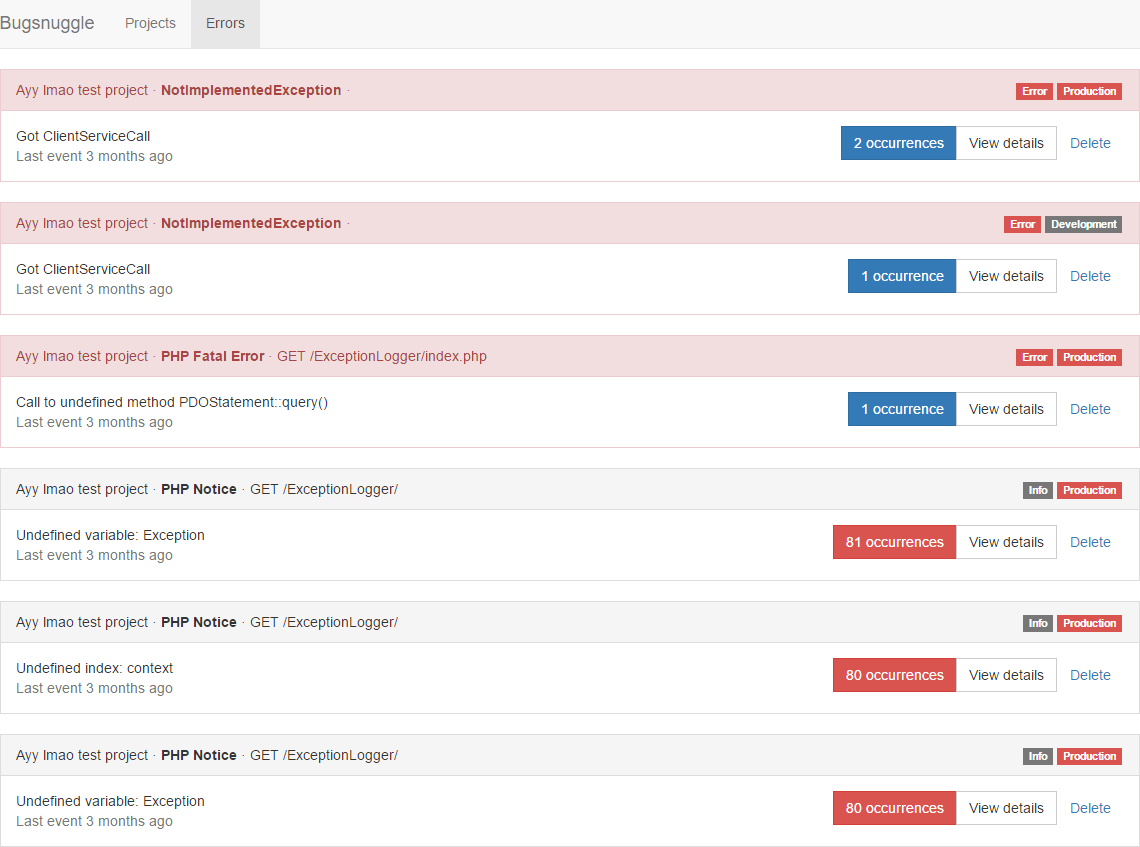 Bugsnuggle Projects Errors
Ayy lmao test project · NotImplementedException · Error Production
Got ClientServiceCall
Last event 3 months ago
2 occurrences View details Delete
Ayy lmao test project · NotImplementedException · Error Development
Got ClientServiceCall
Last event 3 months ago
1 occurrence View details Delete
Ayy lmao test project · PHP Fatal Error · GET /ExceptionLogger/index.php Error Production
Call to undefined method PDOStatement::query()
Last event 3 months ago
1 occurrence View details Delete
Ayy lmao test project · PHP Notice · GET /ExceptionLogger/ Info Production
Undefined variable: Exception
Last event 3 months ago
81 occurrences View details Delete
Ayy lmao test project · PHP Notice · GET /ExceptionLogger/ Info Production
Undefined index: context
Last event 3 months ago
80 occurrences View details Delete
Ayy lmao test project · PHP Notice · GET /ExceptionLogger/ Info Production
Undefined variable: Exception
Last event 3 months ago
80 occurrences View details Delete